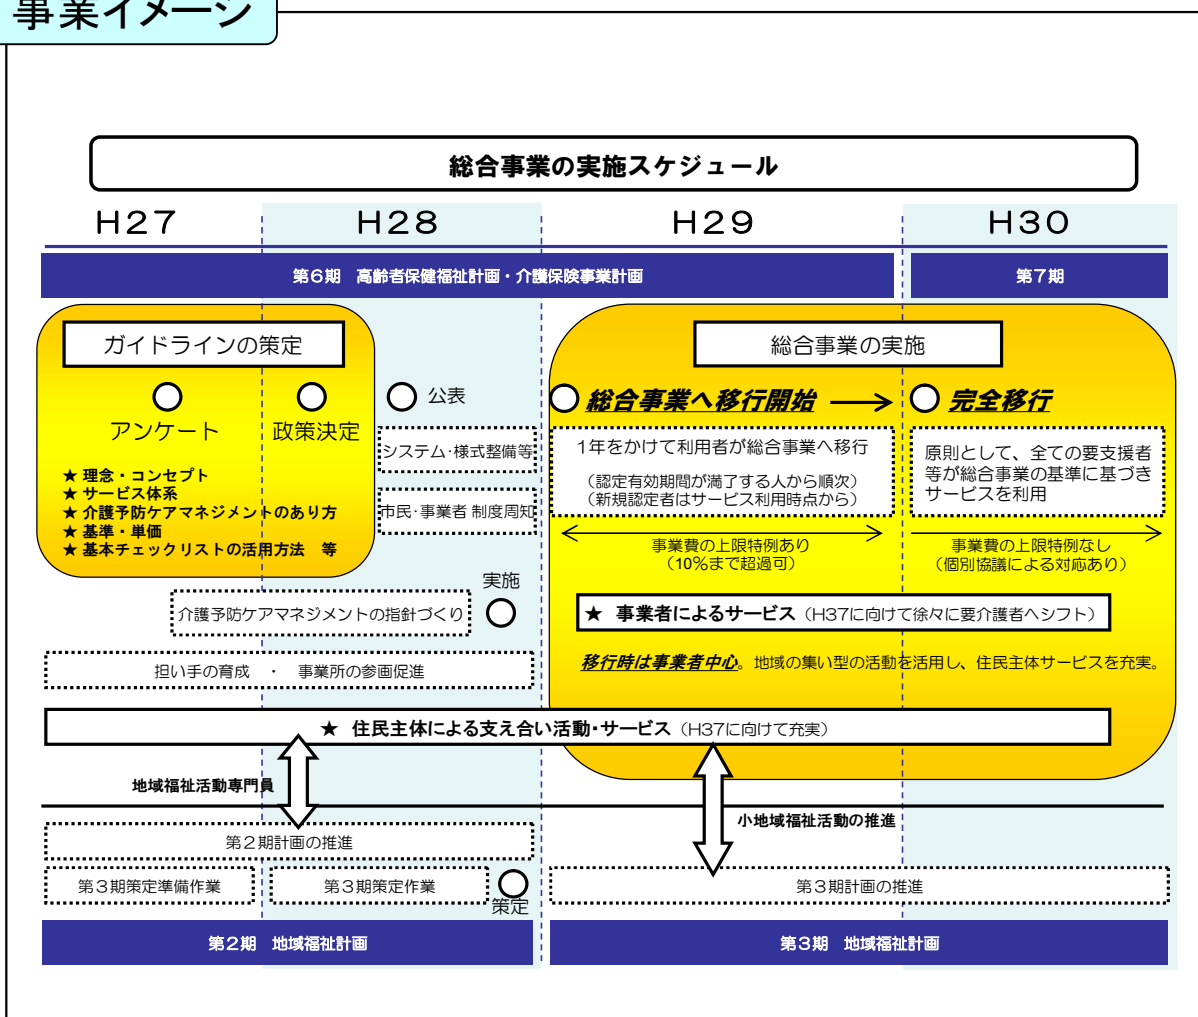 事業イメージ
総合事業の実施スケジュール
H27
H28
H29
H30
第6期　高齢者保健福祉計画・介護保険事業計画
第7期
ガイドラインの策定
総合事業の実施
アンケート
政策決定
公表
総合事業へ移行開始
完全移行
システム・様式整備等
市民・事業者 制度周知
★ 理念・コンセプト
★ サービス体系
★ 介護予防ケアマネジメントのあり方
★ 基準・単価
★ 基本チェックリストの活用方法　等
1年をかけて利用者が総合事業へ移行
（認定有効期間が満了する人から順次）
（新規認定者はサービス利用時点から）
原則として、全ての要支援者
等が総合事業の基準に基づき
サービスを利用
事業費の上限特例あり
（10％まで超過可）
事業費の上限特例なし
（個別協議による対応あり）
実施
介護予防ケアマネジメントの指針づくり
★ 事業者によるサービス（H37に向けて徐々に要介護者へシフト）
担い手の育成　・　事業所の参画促進
移行時は事業者中心。地域の集い型の活動を活用し、住民主体サービスを充実。
★ 住民主体による支え合い活動・サービス（H37に向けて充実）
地域福祉活動専門員
小地域福祉活動の推進
第2期計画の推進
第3期策定準備作業
第3期策定作業
策定
第3期計画の推進
第2期　地域福祉計画
第3期　地域福祉計画